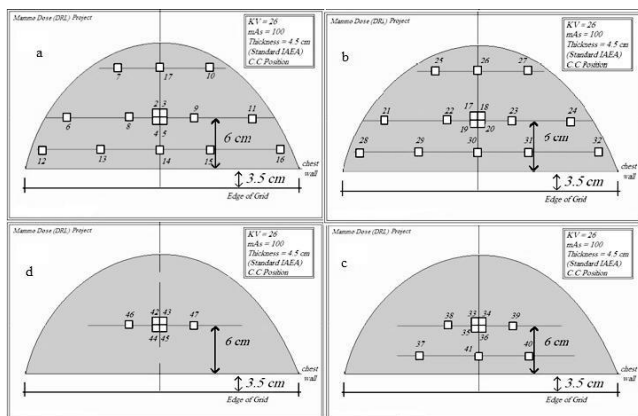 Mammo Dose (DRL) Project
KV = 26
mAs = 100
Thickness = 4.5 cm
(Standard IAEA)
C.C Position
a
7 17 10
2 3
6 8 9 11
4 5
6 cm
12 13 14 15 16
chest
wall
3.5 cm
Edge of Grid
Mammo Dose (DRL) Project
KV = 26
mAs = 100
Thickness = 4.5 cm
(Standard IAEA)
C.C Position
b
25 26 27
17 18
21 22 23 24
19 20
6 cm
28 29 30 31 32
chest
wall
3.5 cm
Edge of Grid
Mammo Dose (DRL) Project
KV = 26
mAs = 100
Thickness = 4.5 cm
(Standard IAEA)
C.C Position
d
46 42 43 47
44 45
6 cm
chest
wall
3.5 cm
Edge of Grid
Mammo Dose (DRL) Project
KV = 26
mAs = 100
Thickness = 4.5 cm
(Standard IAEA)
C.C Position
c
38 33 34 39
35 36
6 cm
37 41 40
chest
wall
3.5 cm
Edge of Grid